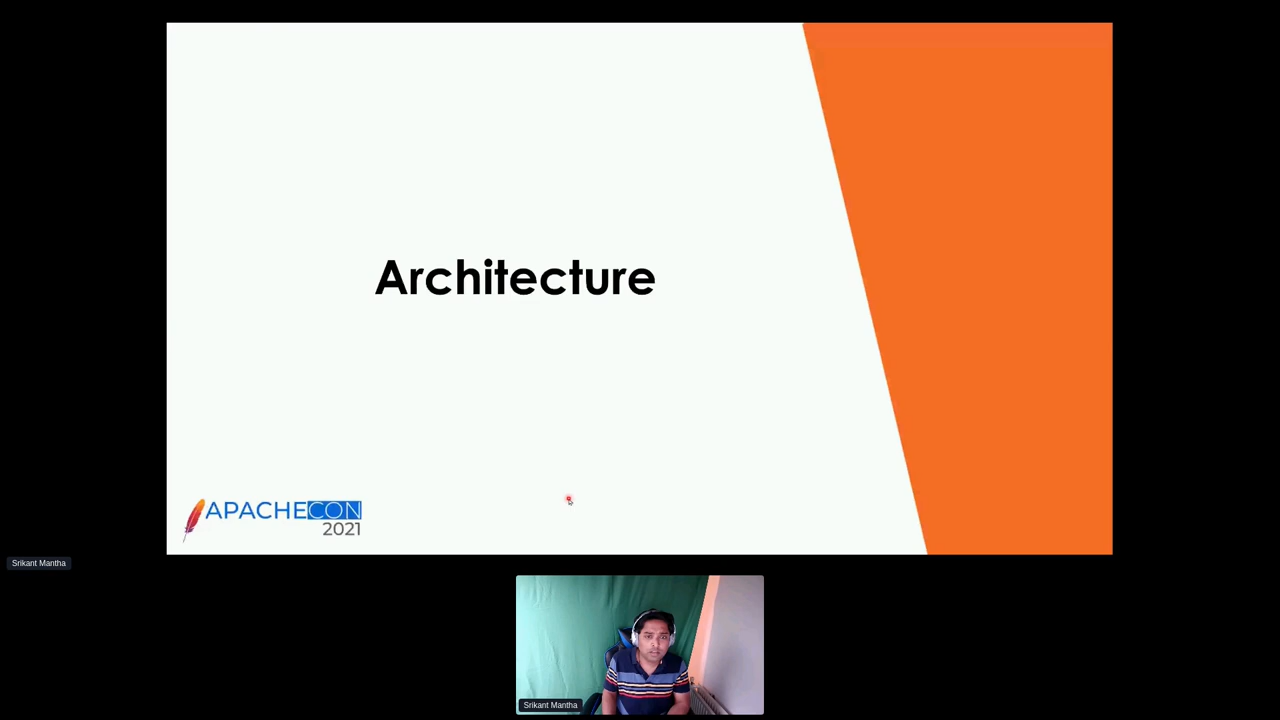 Architecture
APACHECON
2021
Srikant Mantha
Srikant Mantha